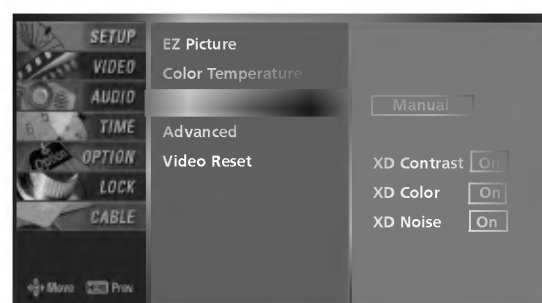 SETUP
VIDEO
AUDIO
TIME
OPTION
LOCK
CABLE
Move Prev.
EZ Picture
Color Temperature
Advanced
Video Reset
Manual
XD Contrast On
XD Color On
XD Noise On